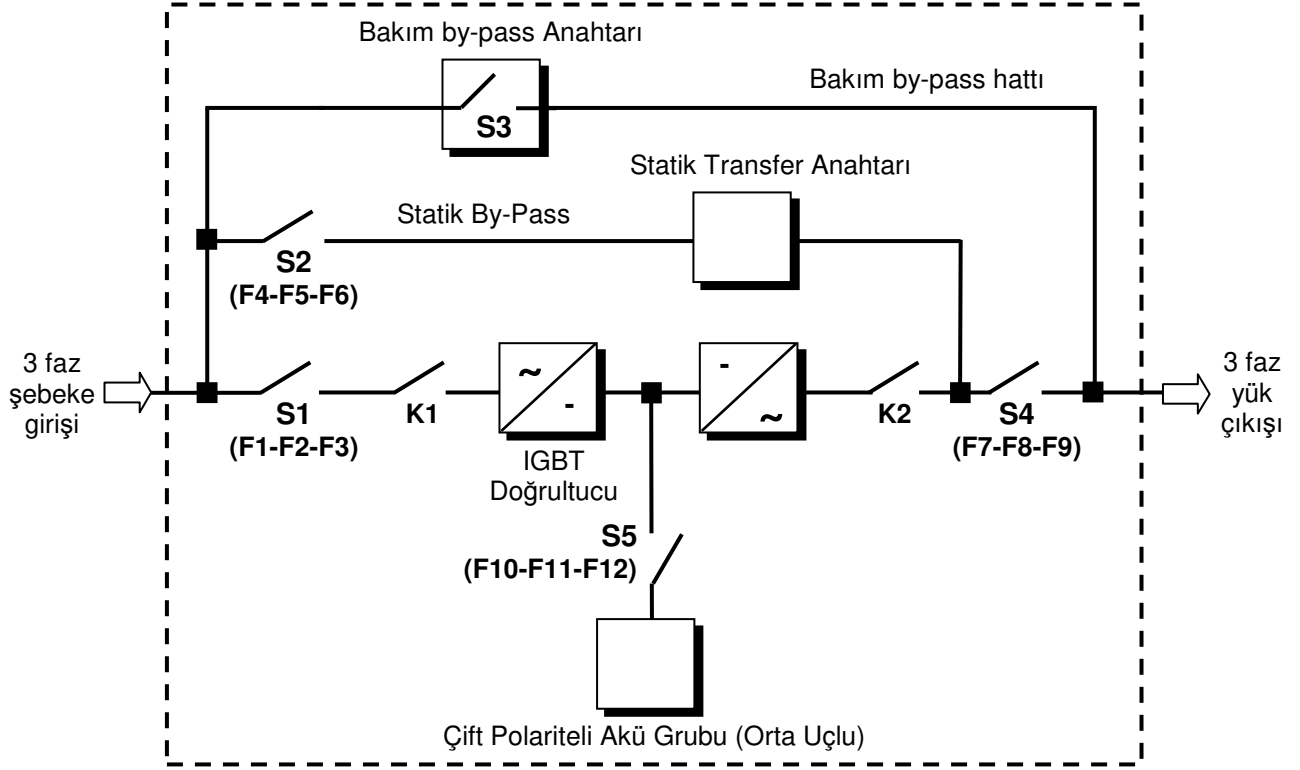 Bakım by-pass Anahtarı
Bakım by-pass hattı
S3
Statik Transfer Anahtarı
Statik By-Pass
S2
(F4-F5-F6)
3 faz
şebeke
girişi
S1
(F1-F2-F3)
K1
~
-
IGBT
Doğrultucu
-
~
K2
S4
(F7-F8-F9)
3 faz
yük
çıkışı
S5
(F10-F11-F12)
Çift Polariteli Akü Grubu (Orta Uçlu)